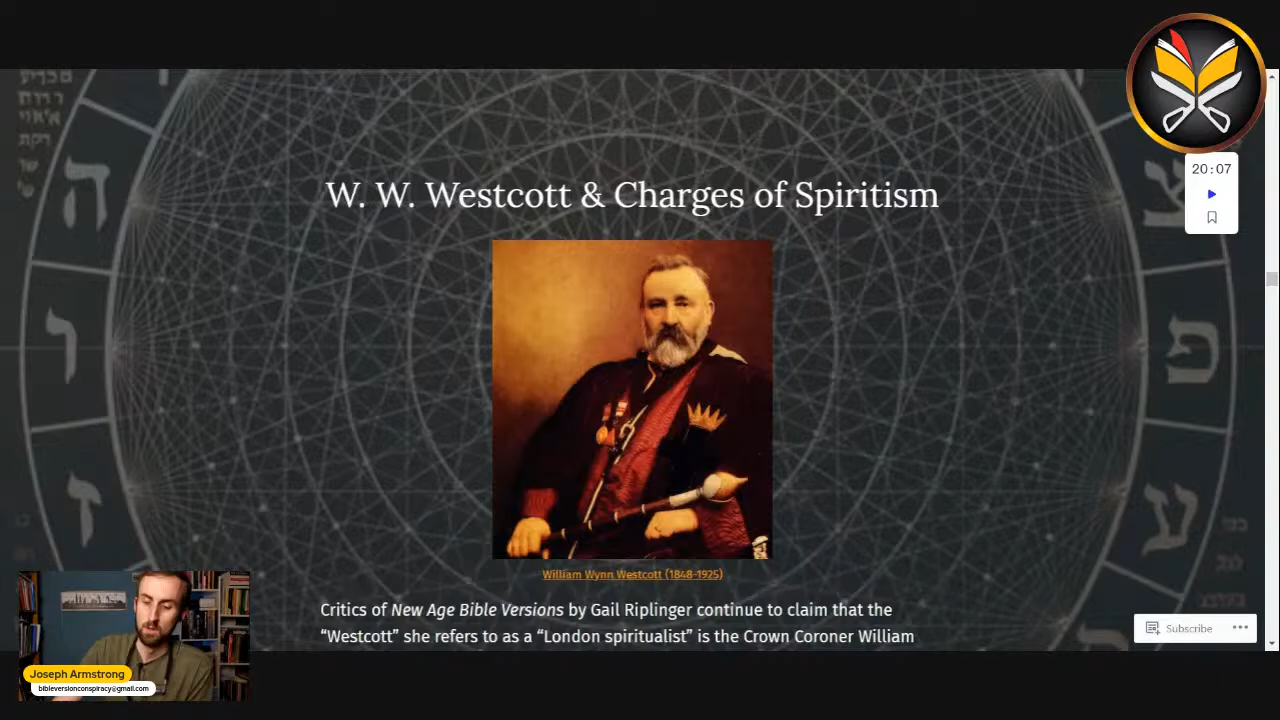 W. W. Westcott & Charges of Spiritism
20:07
William Wynn Westcott (1848-1925)
Critics of New Age Bible Versions by Gail Riplinger continue to claim that the
“Westcott” she refers to as a “London spiritualist” is the Crown Coroner William
Subscribe
Joseph Armstrong
bibleversionconspiracy@gmail.com
ה
ו
ז
צ
פ
ע